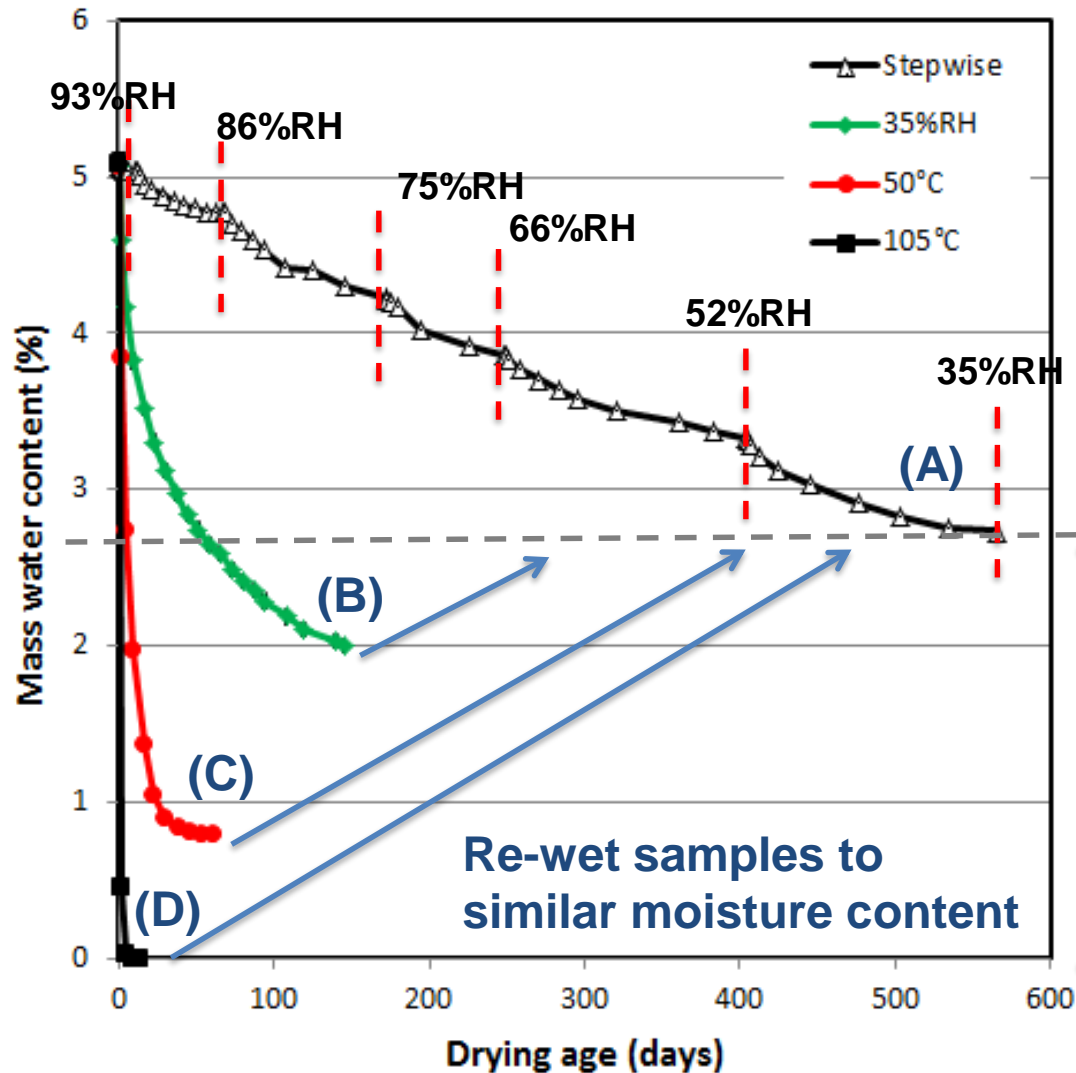 6
5
4
3
2
1
0
Mass water content (%)
0
100
200
300
400
500
600
Drying age (days)
Stepwise
35%RH
50°C
105°C
93%RH
86%RH
75%RH
66%RH
52%RH
35%RH
(A)
(B)
(C)
(D)
Re-wet samples to
similar moisture content